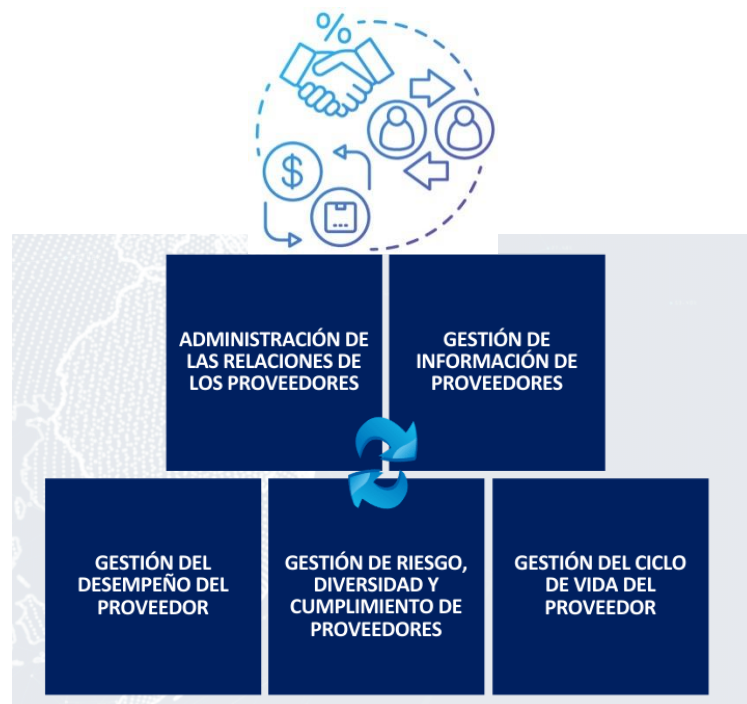 %
$
ADMINISTRACIÓN DE
LAS RELACIONES DE
LOS PROVEEDORES
GESTIÓN DE
INFORMACIÓN DE
PROVEEDORES
GESTIÓN DEL
DESEMPEÑO DEL
PROVEEDOR
GESTIÓN DE RIESGO,
DIVERSIDAD Y
CUMPLIMIENTO DE
PROVEEDORES
GESTIÓN DEL CICLO
DE VIDA DEL
PROVEEDOR